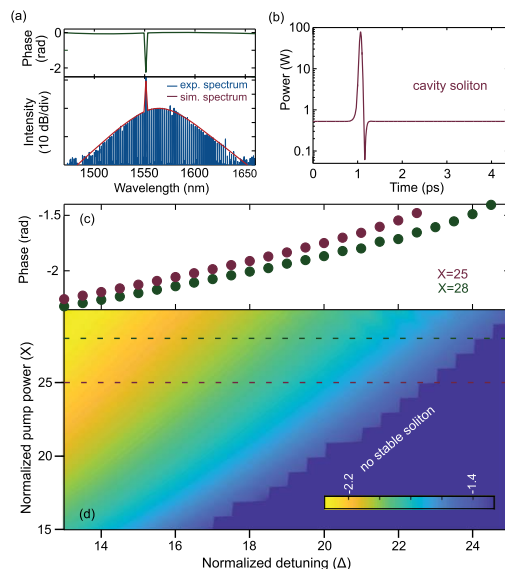 (a)
Phase (rad)
0
-2
exp. spectrum
sim. spectrum
Intensity (10 dB/div)
1500
1550
1600
1650
Wavelength (nm)
(b)
Power (W)
100
10
1
0.1
cavity soliton
0
1
2
3
4
Time (ps)
(c)
Phase (rad)
-1.5
-2
X=25
X=28
Normalized pump power (X)
25
20
15
no stable soliton
-2.2
-1.4
(d)
14
16
18
20
22
24
Normalized detuning (Δ)